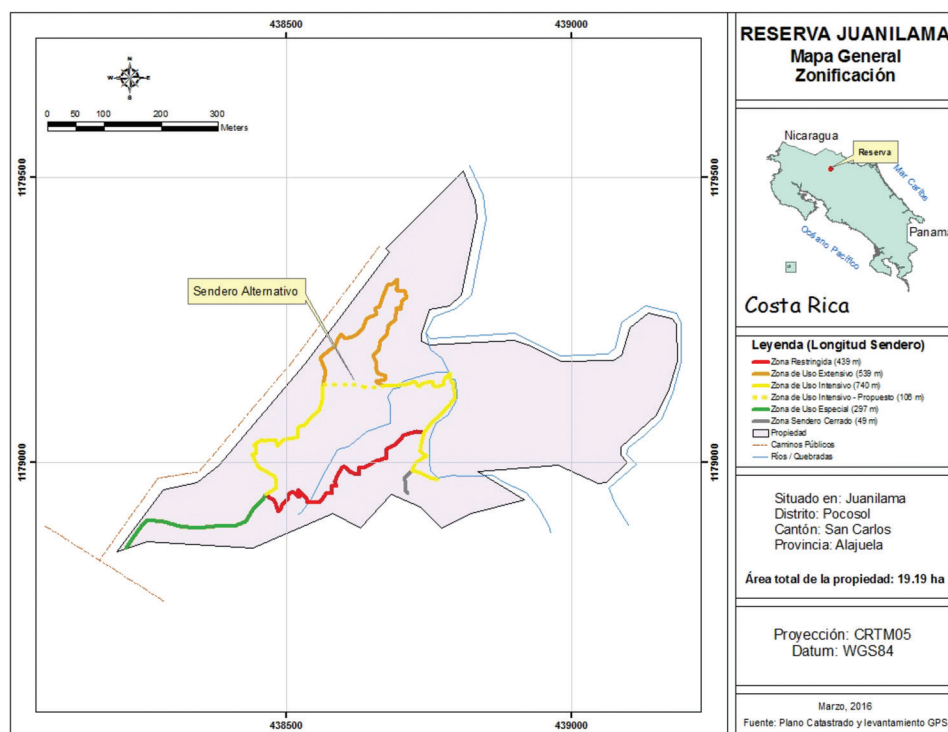 438500
439000
N
W
E
S
0 50 100 200 300
Meters
1179500
1179500
Sendero Alternativo
1179000
1179000
438500
439000
RESERVA JUANILAMA
Mapa General
Zonificación
Nicaragua
Reserva
Mar Caribe
Panamá
Océano Pacífico
Costa Rica
Leyenda (Longitud Sendero)
Zona Restringida (439 m)
Zona de Uso Extensivo (539 m)
Zona de Uso Intensivo (740 m)
Zona de Uso Intensivo - Propuesto (106 m)
Zona de Uso Especial (297 m)
Zona Sendero Cerrado (49 m)
Propiedad
Caminos Públicos
Ríos / Quebradas
Situado en: Juanilama
Distrito: Pocosol
Cantón: San Carlos
Provincia: Alajuela
Área total de la propiedad: 19.19 ha
Proyección: CRTM05
Datum: WGS84
Marzo, 2016
Fuente: Plano Catastrado y levantamiento GPS